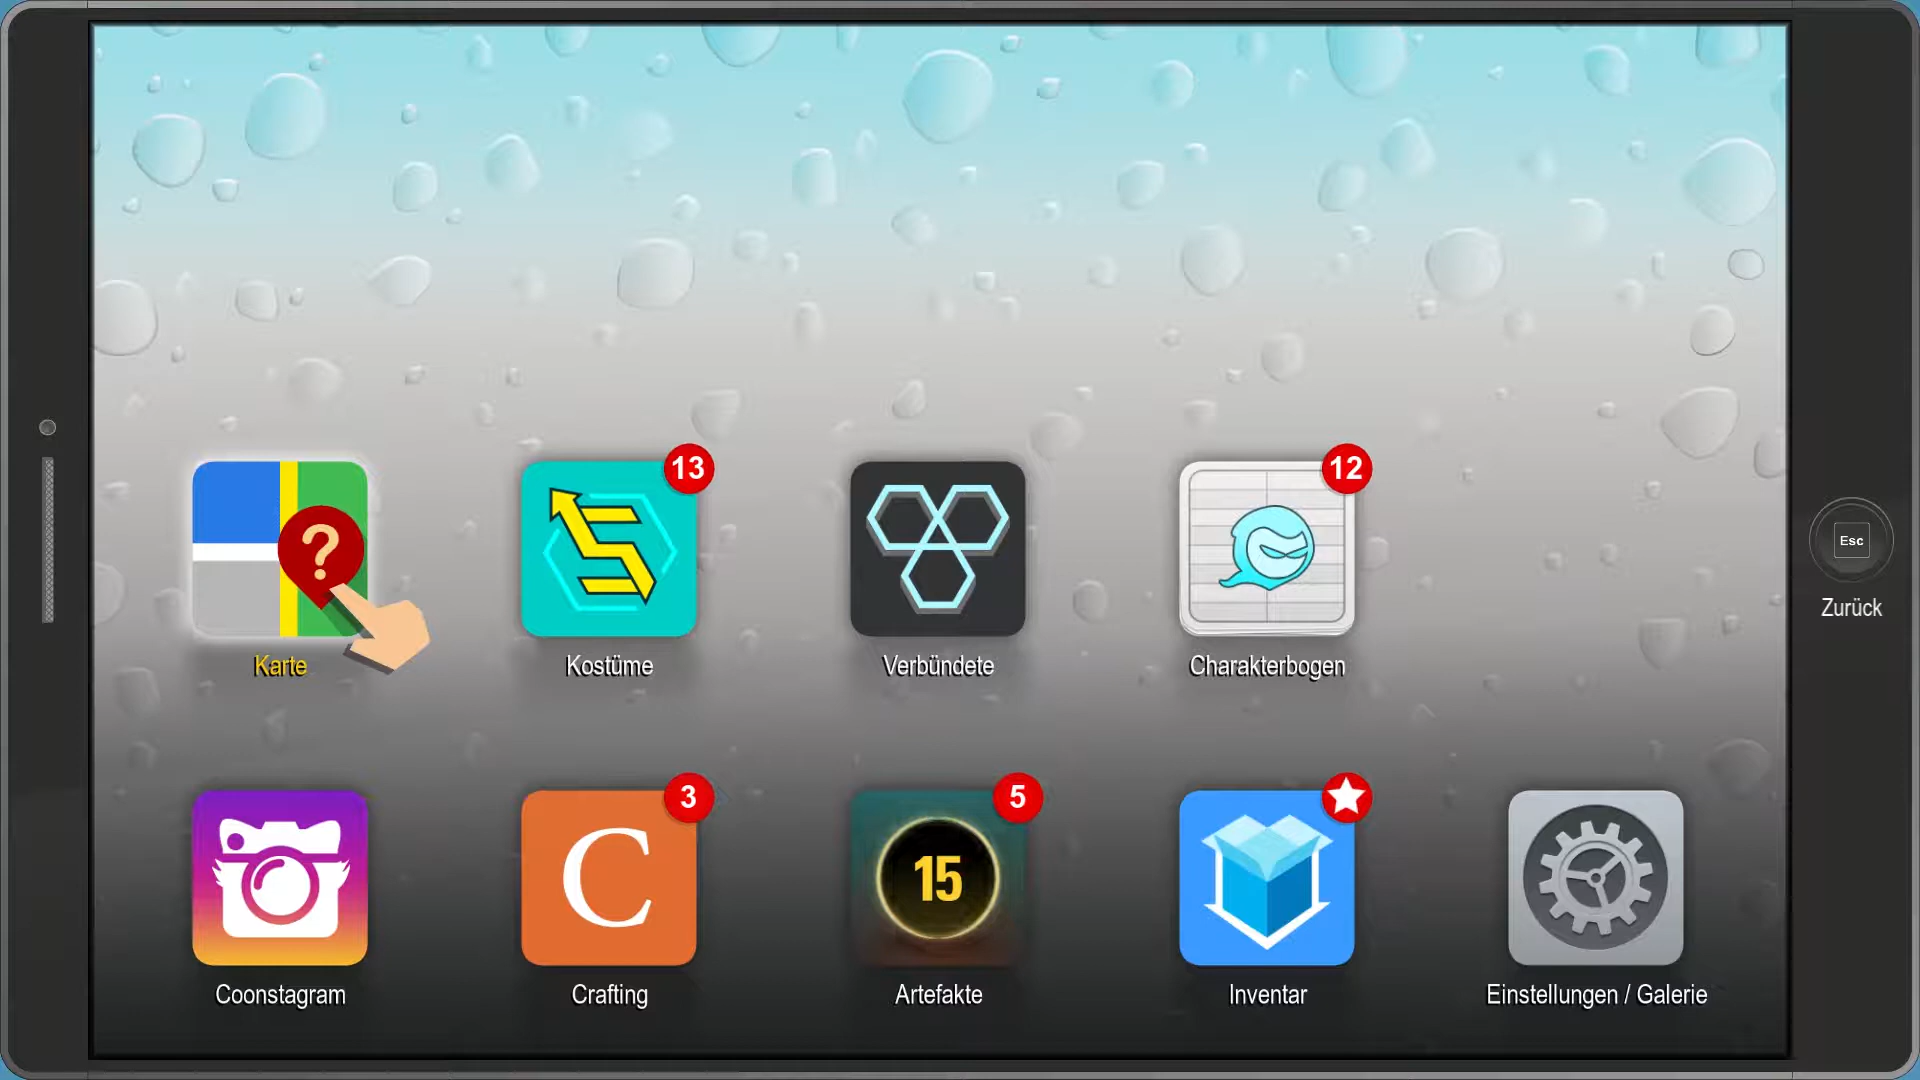 13
12
?
Esc
Zurück
Karte
Kostüme
Verbündete
Charakterbogen
3
5
C
15
Coonstagram
Crafting
Artefakte
Inventar
Einstellungen / Galerie